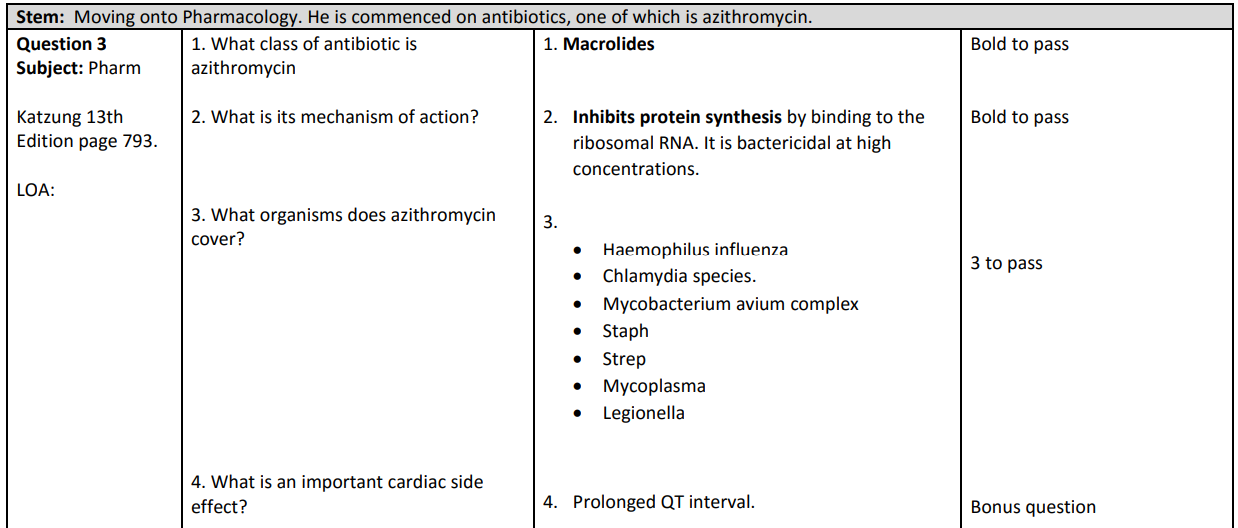 Stem: Moving onto Pharmacology. He is commenced on antibiotics, one of which is azithromycin.
Question 3
Subject: Pharm
Katzung 13th
Edition page 793.
LOA:
1. What class of antibiotic is
azithromycin
2. What is its mechanism of action?
3. What organisms does azithromycin
cover?
4. What is an important cardiac side
effect?
1. Macrolides
2. Inhibits protein synthesis by binding to the
ribosomal RNA. It is bactericidal at high
concentrations.
3.
• Haemophilus influenza
• Chlamydia species.
• Mycobacterium avium complex
• Staph
• Strep
• Mycoplasma
• Legionella
4. Prolonged QT interval.
Bold to pass
Bold to pass
3 to pass
Bonus question